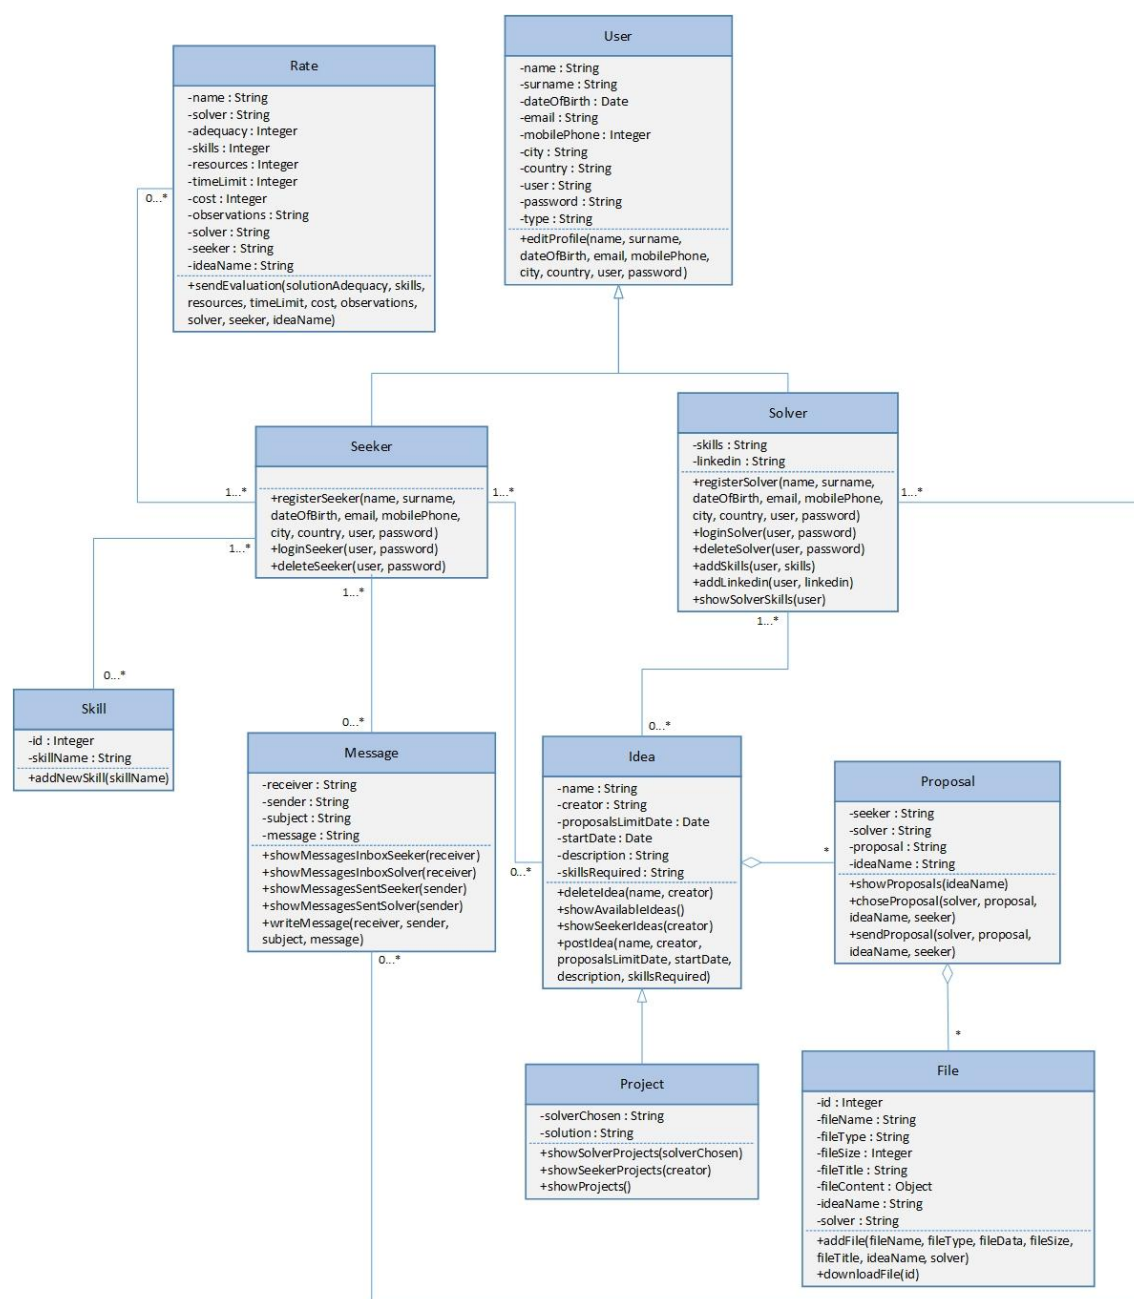 User
-name : String
-surname : String
-dateOfBirth : Date
-email : String
-mobilePhone : Integer
-city : String
-country : String
-user : String
-password : String
-type : String
+editProfile(name, surname,
dateOfBirth, email, mobilePhone,
city, country, user, password)
Rate
-name : String
-solver : String
-adequacy : Integer
-skills : Integer
-resources : Integer
-timeLimit : Integer
-cost : Integer
-observations : String
-solver : String
-seeker : String
-ideaName : String
+sendEvaluation(solutionAdequacy, skills,
resources, timeLimit, cost, observations,
solver, seeker, ideaName)
0...*
Seeker
+registerSeeker(name, surname,
dateOfBirth, email, mobilePhone,
city, country, user, password)
+loginSeeker(user, password)
+deleteSeeker(user, password)
1...*
1...*
1...*
1...*
Solver
-skills : String
-linkedin : String
+registerSolver(name, surname,
dateOfBirth, email, mobilePhone,
city, country, user, password)
+loginSolver(user, password)
+deleteSolver(user, password)
+addSkills(user, skills)
+addLinkedin(user, linkedin)
+showSolverSkills(user)
1...*
1...*
0...*
Skill
-id : Integer
-skillName : String
+addNewSkill(skillName)
0...*
Message
-receiver : String
-sender : String
-subject : String
-message : String
+showMessagesInboxSeeker(receiver)
+showMessagesInboxSolver(receiver)
+showMessagesSentSeeker(sender)
+showMessagesSentSolver(sender)
+writeMessage(receiver, sender,
subject, message)
0...*
0...*
0...*
Idea
-name : String
-creator : String
-proposalsLimitDate : Date
-startDate : Date
-description : String
-skillsRequired : String
+deleteIdea(name, creator)
+showAvailableIdeas()
+showSeekerIdeas(creator)
+postIdea(name, creator,
proposalsLimitDate, startDate,
description, skillsRequired)
*
Proposal
-seeker : String
-solver : String
-proposal : String
-ideaName : String
+showProposals(ideaName)
+choseProposal(solver, proposal,
ideaName, seeker)
+sendProposal(solver, proposal,
ideaName, seeker)
*
Project
-solverChosen : String
-solution : String
+showSolverProjects(solverChosen)
+showSeekerProjects(creator)
+showProjects()
File
-id : Integer
-fileName : String
-fileType : String
-fileSize : Integer
-fileTitle : String
-fileContent : Object
-ideaName : String
-solver : String
+addFile(fileName, fileType, fileData, fileSize,
fileTitle, ideaName, solver)
+downloadFile(id)